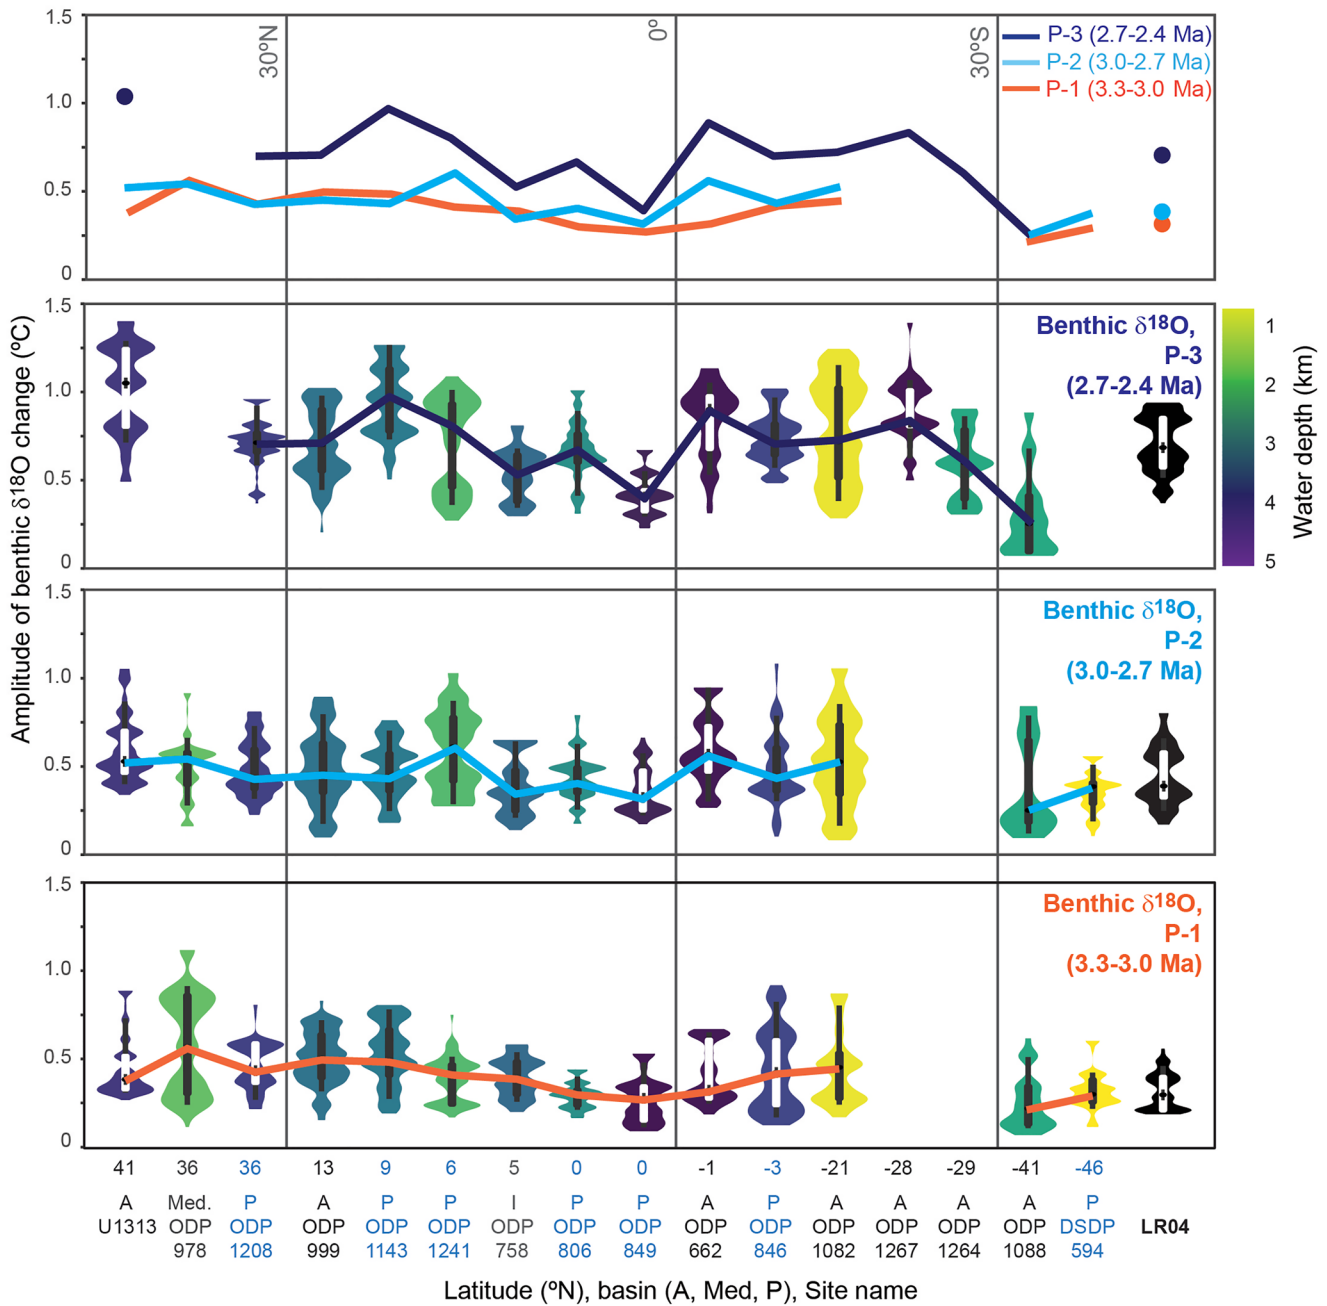 Amplitude of benthic δ18O change (ºC)
1.5
1.0
0.5
0
30ºN
0º
30ºS
P-3 (2.7-2.4 Ma)
P-2 (3.0-2.7 Ma)
P-1 (3.3-3.0 Ma)
1.5
1.0
0.5
0
Benthic δ18O,
P-3
(2.7-2.4 Ma)
1
2
3
4
5
Water depth (km)
1.5
1.0
0.5
0
Benthic δ18O,
P-2
(3.0-2.7 Ma)
1.5
1.0
0.5
0
Benthic δ18O,
P-1
(3.3-3.0 Ma)
41 36 36 13 9 6 5 0 0 -1 -3 -21 -28 -29 -41 -46
A Med. P A P P I P P A P A A A A P
U1313 ODP ODP ODP ODP ODP ODP ODP ODP ODP ODP ODP ODP ODP ODP DSDP LR04
978 1208 999 1143 1241 758 806 849 662 846 1082 1267 1264 1088 594
Latitude (ºN), basin (A, Med, P), Site name